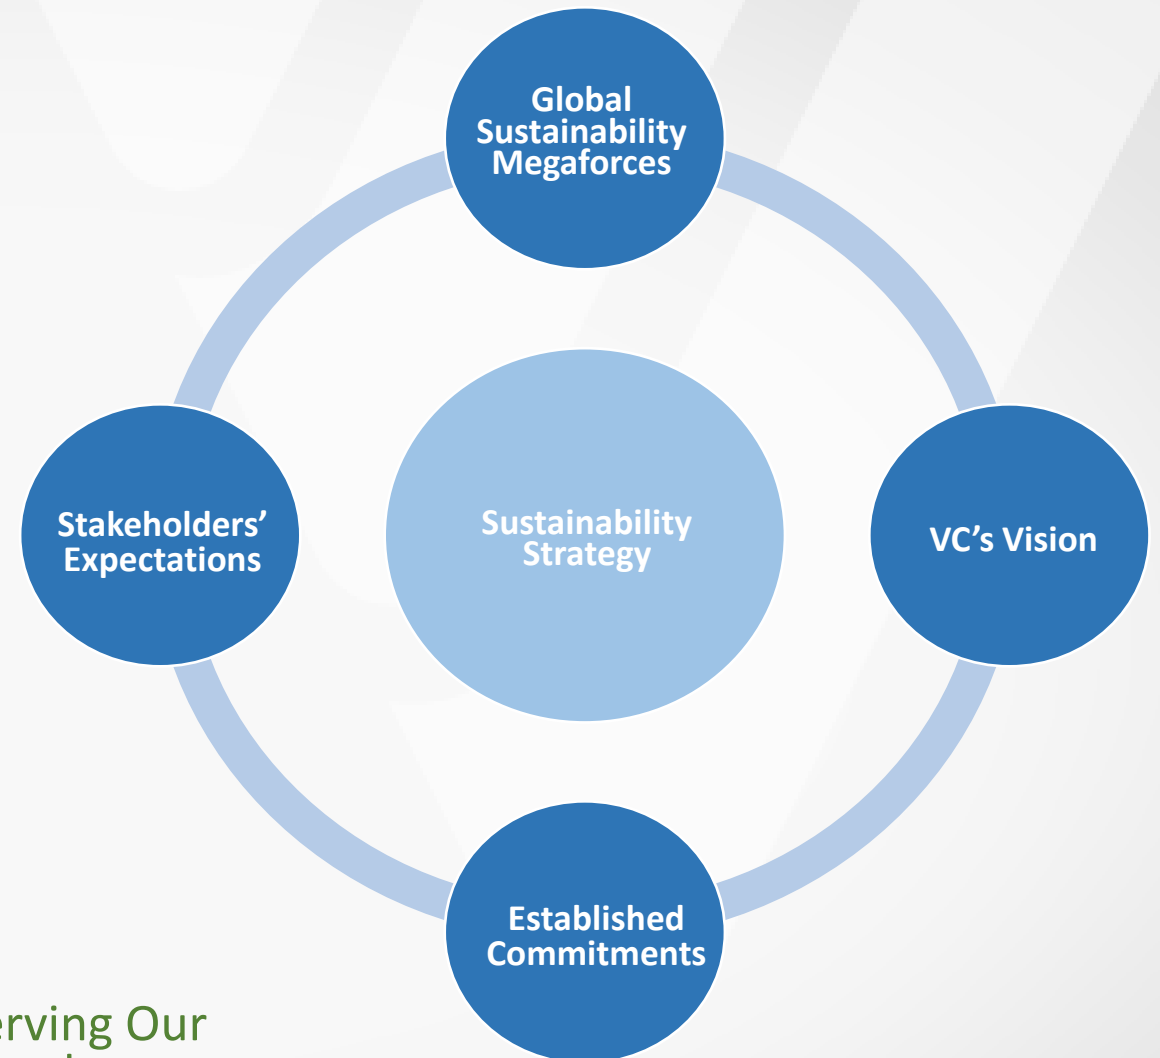 Global
Sustainability
Megaforces
Stakeholders’
Expectations
Sustainability
Strategy
VC’s Vision
Established
Commitments
erving Our